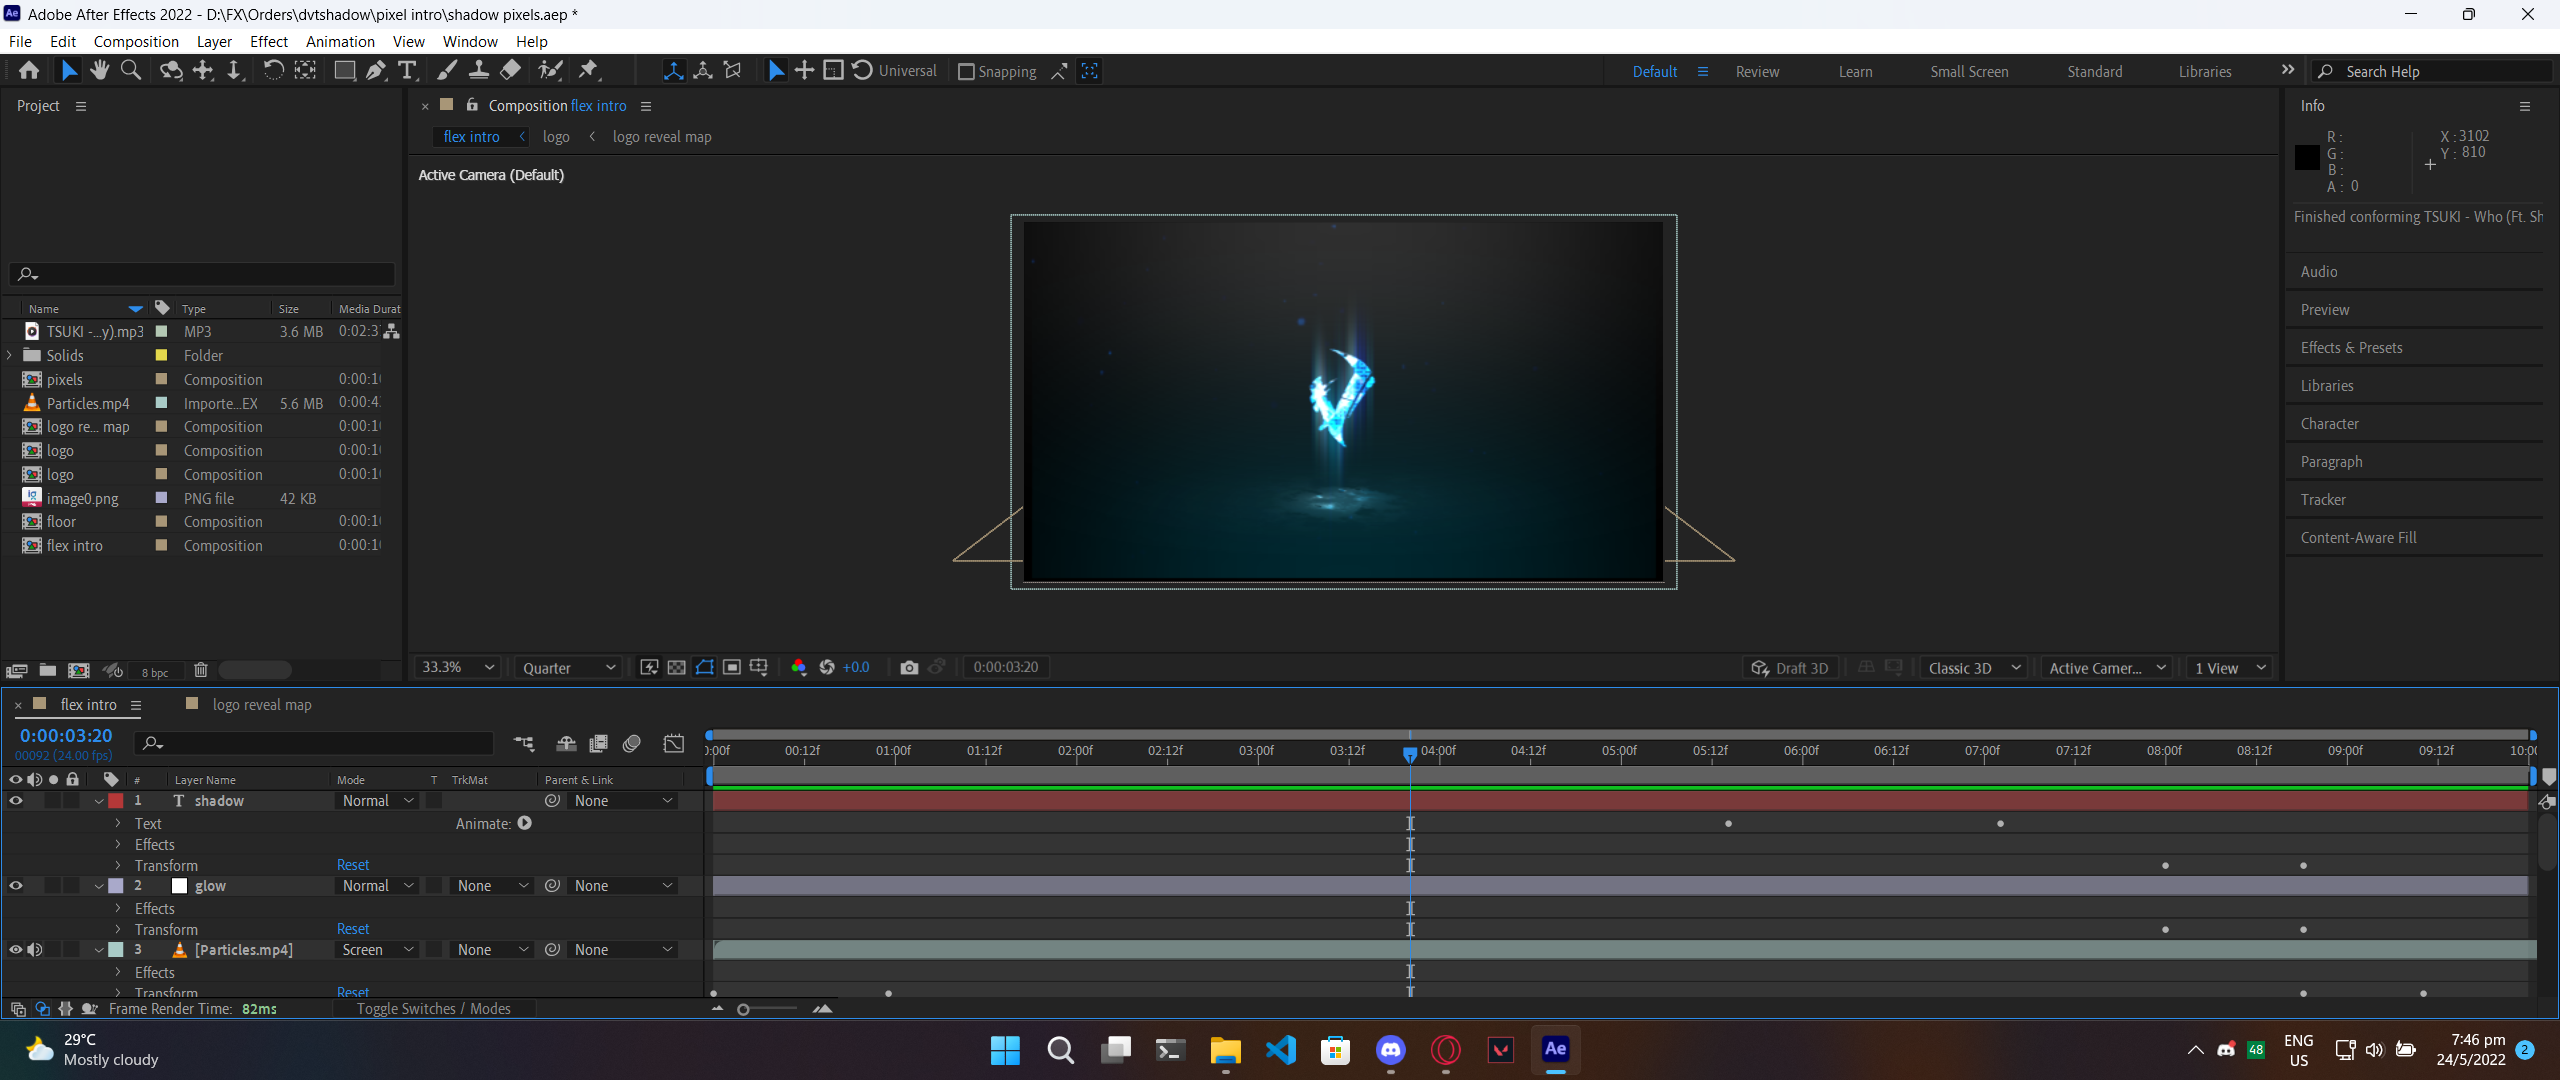 Adobe After Effects 2022 - D:\FX\Orders\dvtshadow\pixel intro\shadow pixels.aep *
File Edit Composition Layer Effect Animation View Window Help
Universal Snapping Default Review Learn Small Screen Standard Libraries Search Help
Project
Composition flex intro
flex intro logo logo reveal map
Active Camera (Default)
Name Type Size Media Durat
TSUKI -...y).mp3 MP3 3.6 MB 0:02:3
Solids Folder
pixels Composition 0:00:1
Particles.mp4 Importe...EX 5.6 MB 0:00:4
logo re... map Composition 0:00:1
logo Composition 0:00:1
logo Composition 0:00:1
image0.png PNG file 42 KB
floor Composition 0:00:1
flex intro Composition 0:00:1
8 bpc
33.3% Quarter +0.0 0:00:03:20 Draft 3D Classic 3D Active Camer... 1 View
Info
R :
G :
B :
A : 0
X : 3102
Y : 810
Finished conforming TSUKI - Who (Ft. Sh
Audio
Preview
Effects & Presets
Libraries
Character
Paragraph
Tracker
Content-Aware Fill
flex intro logo reveal map
0:00:03:20
00092 (24.00 fps)
0:00f 00:12f 01:00f 01:12f 02:00f 02:12f 03:00f 03:12f 04:00f 04:12f 05:00f 05:12f 06:00f 06:12f 07:00f 07:12f 08:00f 08:12f 09:00f 09:12f 10:00
# Layer Name Mode T TrkMat Parent & Link
1 T shadow Normal None
Text Animate:
Effects
Transform Reset
2 glow Normal None None
Effects
Transform Reset
3 [Particles.mp4] Screen None None
Effects
Transform Reset
Frame Render Time: 82ms Toggle Switches / Modes
29°C
Mostly cloudy
Ae
48
ENG
US
7:46 pm
24/5/2022
2